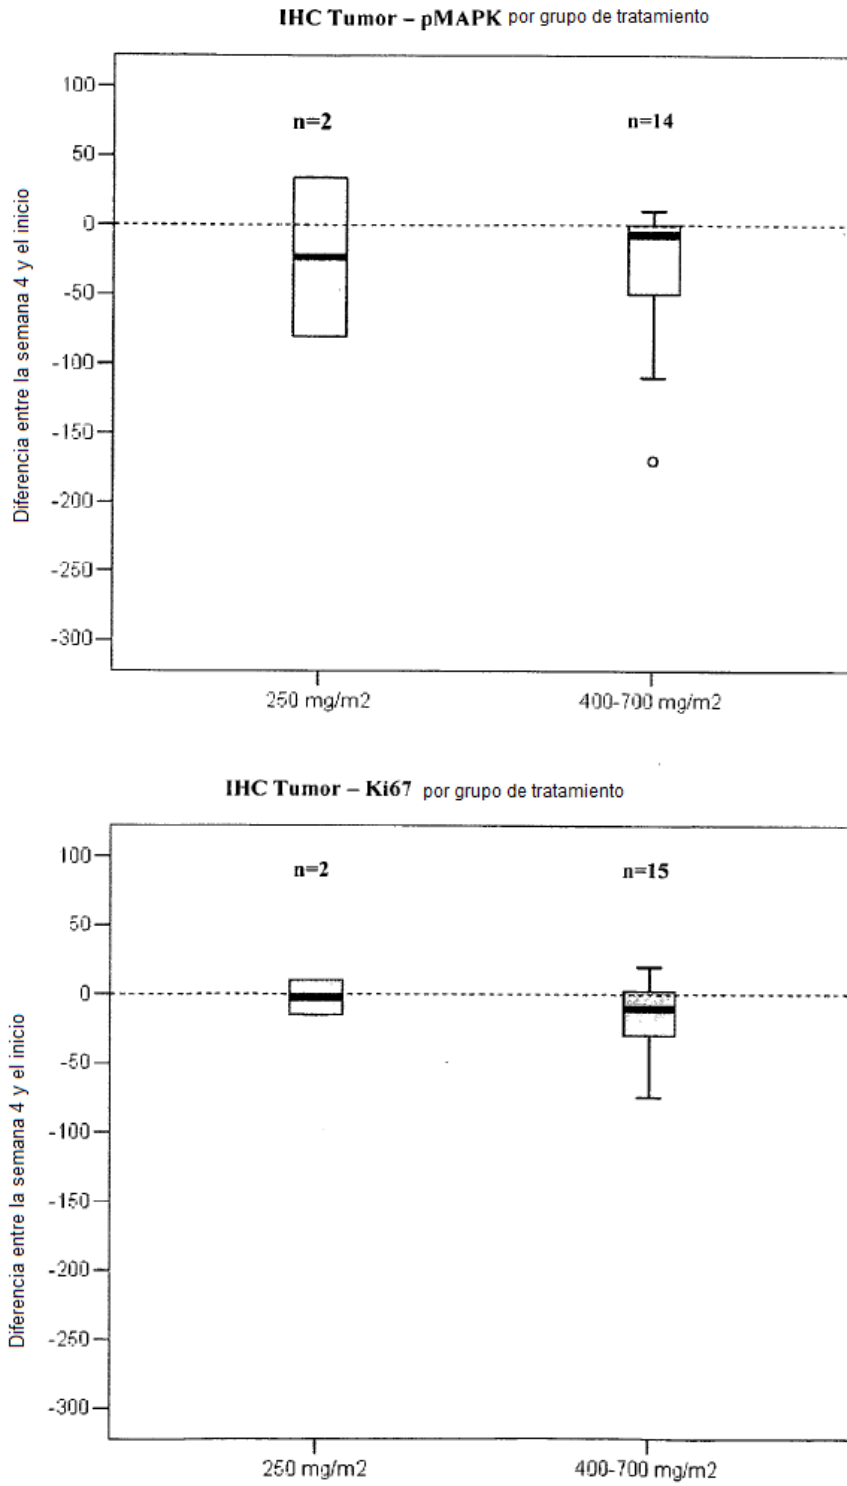 IHC Tumor – pMAPK por grupo de tratamiento
Diferencia entre la semana 4 y el inicio
100
50
0
-50
-100
-150
-200
-250
-300
n=2
n=14
250 mg/m2
400-700 mg/m2
IHC Tumor – Ki67 por grupo de tratamiento
Diferencia entre la semana 4 y el inicio
100
50
0
-50
-100
-150
-200
-250
-300
n=2
n=15
250 mg/m2
400-700 mg/m2